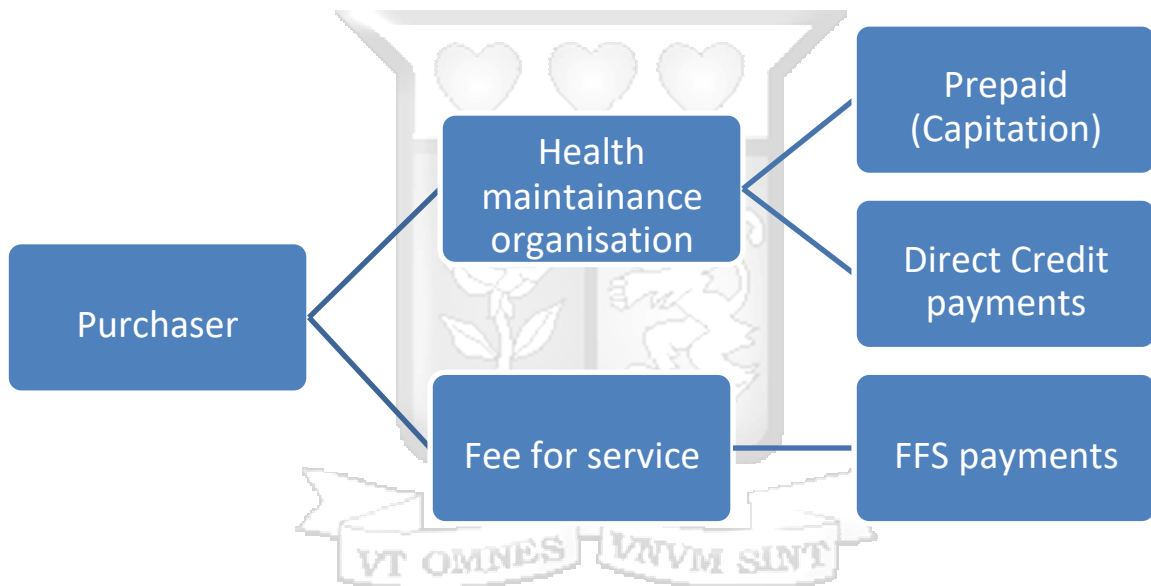 Prepaid
(Capitation)
Health
maintainance
organisation
Direct Credit
payments
Purchaser
Fee for service
FFS payments
VT OMNES VNVM SINT